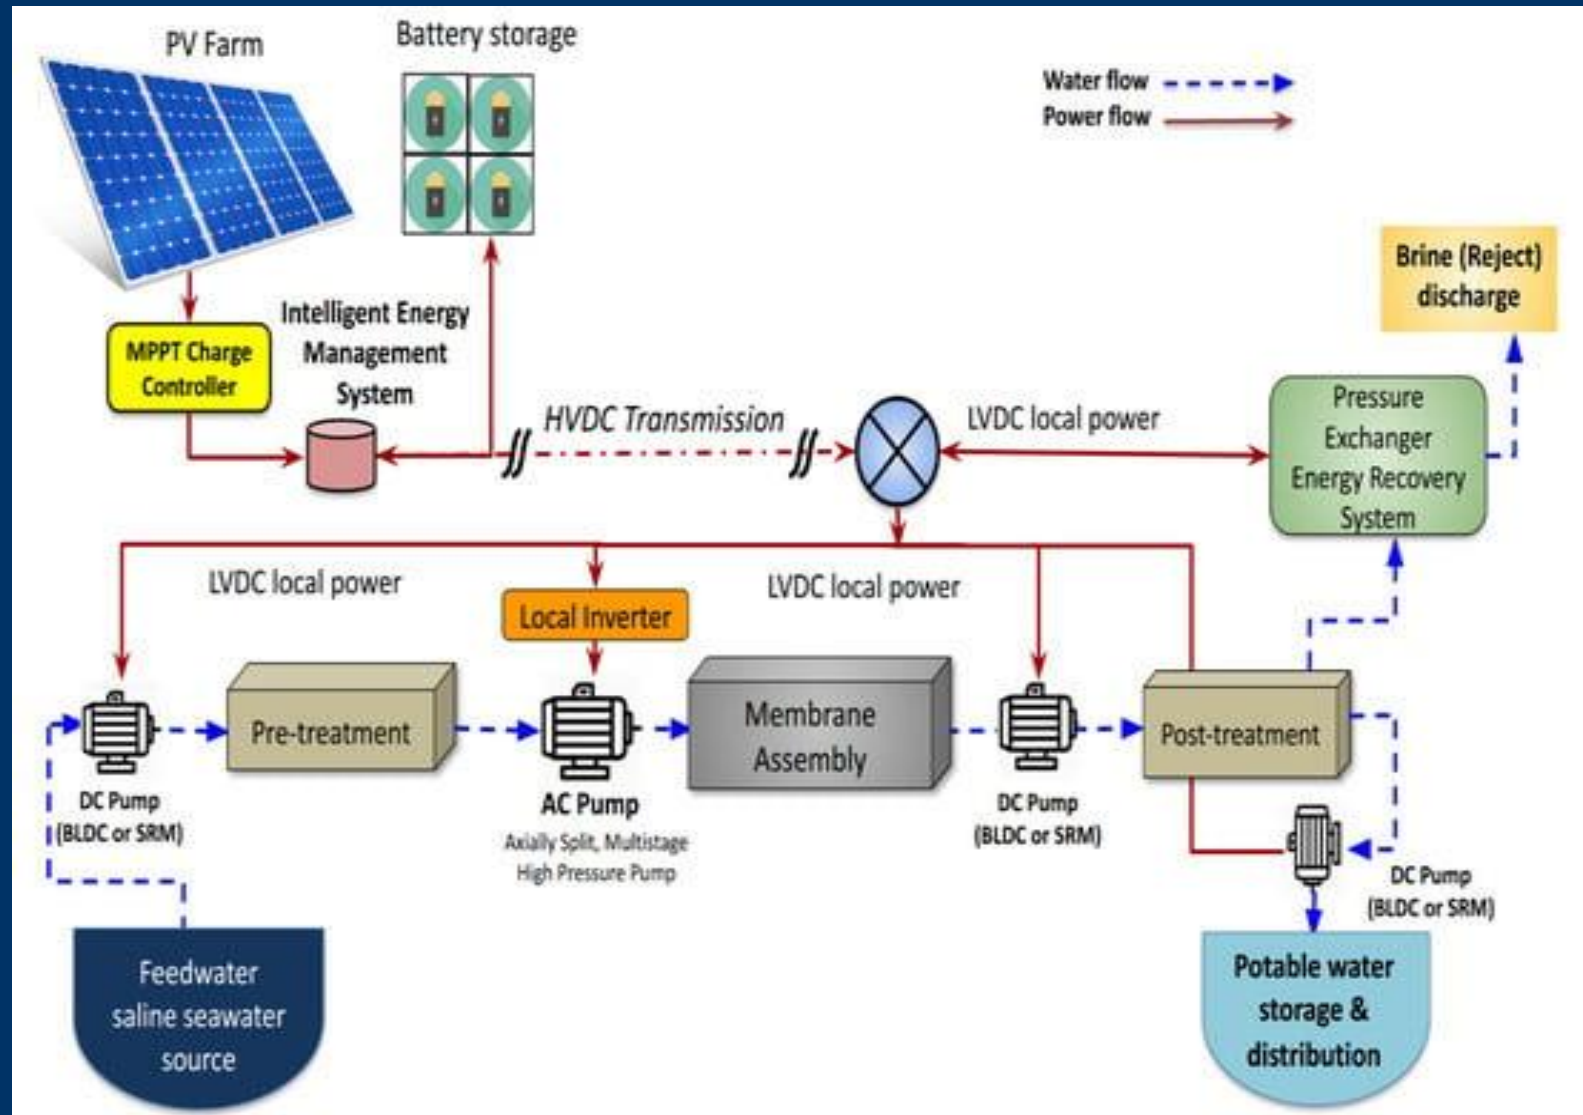 PV Farm
Battery storage
Water flow
Power flow
Brine (Reject)
discharge
MPPT Charge
Controller
Intelligent Energy
Management
System
HVDC Transmission
LVDC local power
Pressure
Exchanger
Energy Recovery
System
LVDC local power
LVDC local power
Local Inverter
Pre-treatment
Membrane
Assembly
Post-treatment
DC Pump
(BLDC or SRM)
AC Pump
Axially Split, Multistage
High Pressure Pump
DC Pump
(BLDC or SRM)
DC Pump
(BLDC or SRM)
Feedwater
saline seawater
source
Potable water
storage &
distribution